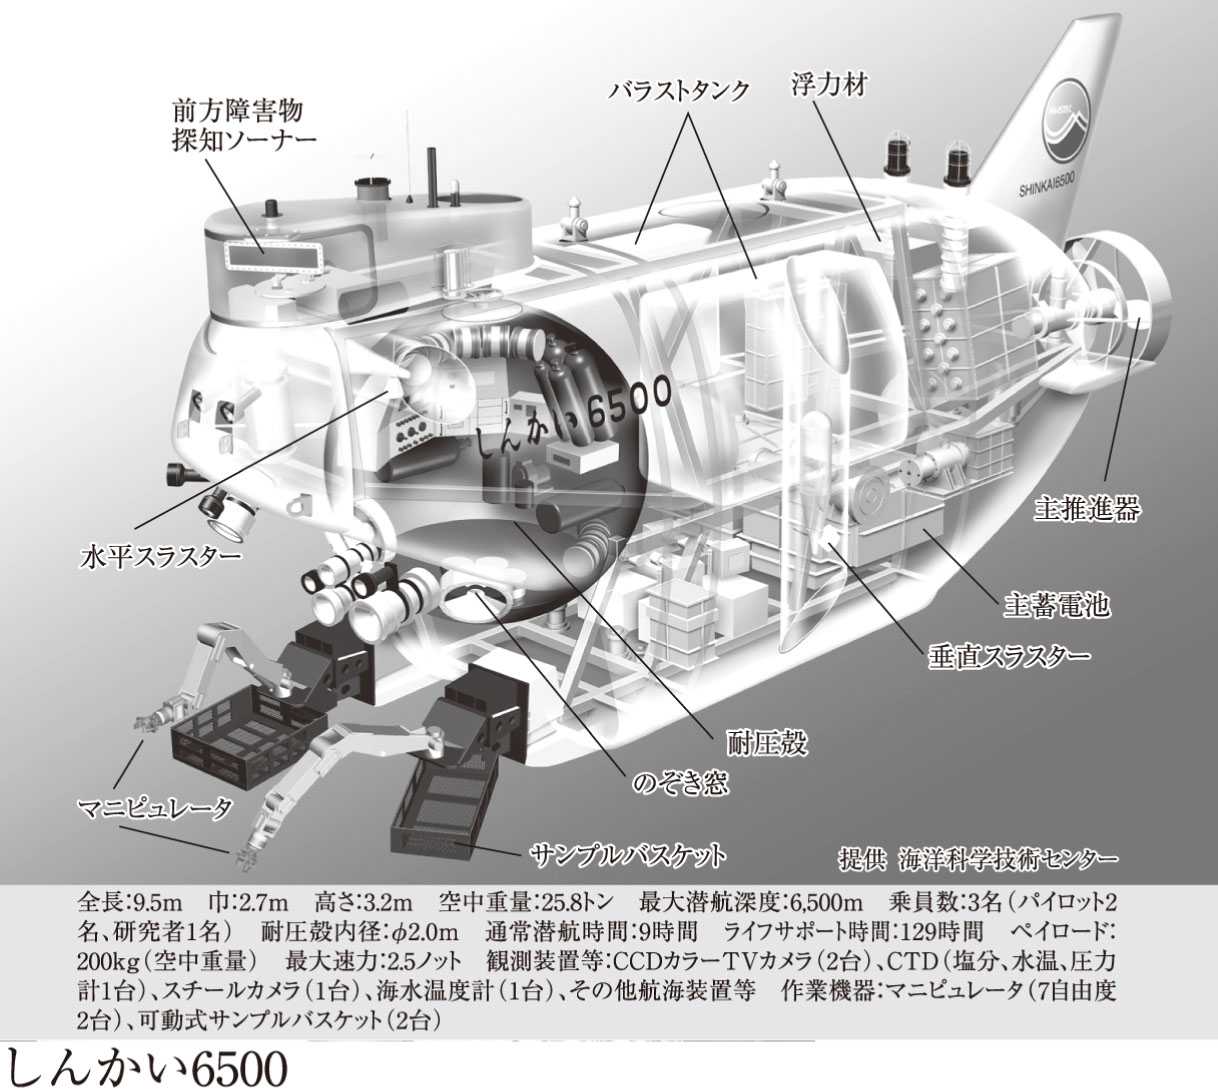 前方障害物
探知ソーナー
バラストタンク
浮力材
SHINKAI6500
しんかい6500
主推進器
水平スラスター
主蓄電池
垂直スラスター
耐圧殻
のぞき窓
マニピュレータ
サンプルバスケット
提供 海洋科学技術センター
全長:9.5m 巾:2.7m 高さ:3.2m 空中重量:25.8トン 最大潜航深度:6,500m 乗員数:3名(パイロット2
名、研究者1名) 耐圧殻内径:φ2.0m 通常潜航時間:9時間 ライフサポート時間:129時間 ペイロード:
200kg(空中重量) 最大速力:2.5ノット 観測装置等:CCDカラーTVカメラ(2台)、CTD(塩分、水温、圧力
計1台)、スチールカメラ(1台)、海水温度計(1台)、その他航海装置等 作業機器:マニピュレータ(7自由度
2台)、可動式サンプルバスケット(2台)
しんかい6500